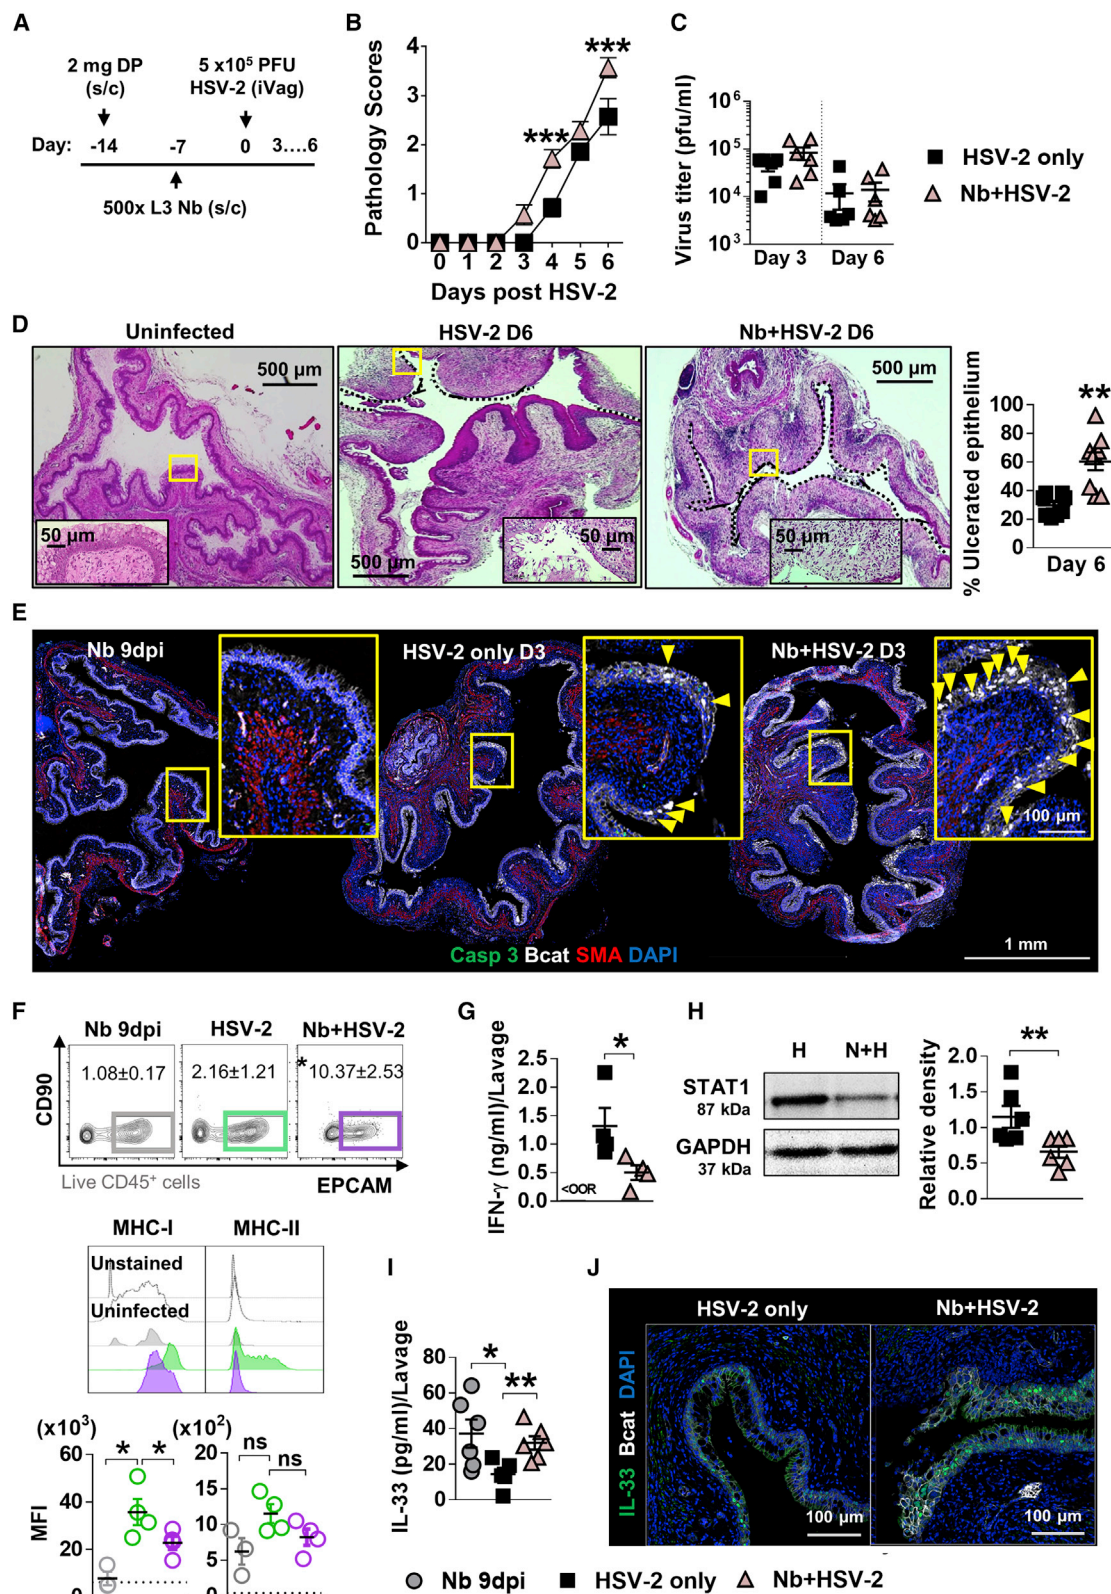 A
2 mg DP
(s/c)
5 x10⁵ PFU
HSV-2 (iVag)
Day: -14 -7 0 3....6
500x L3 Nb (s/c)
B
Pathology Scores
4
3
2
1
0
***
***
0 1 2 3 4 5 6
Days post HSV-2
C
Virus titer (pfu/ml)
10⁶
10⁵
10⁴
10³
Day 3 Day 6
HSV-2 only
Nb+HSV-2
D
Uninfected
500 µm
50 µm
HSV-2 D6
500 µm
50 µm
Nb+HSV-2 D6
500 µm
50 µm
% Ulcerated epithelium
100
80
60
40
20
0
**
Day 6
E
Nb 9dpi
HSV-2 only D3
Nb+HSV-2 D3
100 µm
1 mm
Casp 3 Bcat SMA DAPI
F
Nb 9dpi HSV-2 Nb+HSV-2
1.08±0.17 2.16±1.21 *10.37±2.53
CD90
Live CD45⁺ cells
EPCAM
MHC-I MHC-II
Unstained
Uninfected
(x10³) (x10²)
MFI
60
40
20
0
* *
20
15
10
5
0
ns ns
G
IFN-γ (ng/ml)/Lavage
2.5
2.0
1.5
1.0
0.5
0.0
*
<OOR
H
H N+H
STAT1
87 kDa
GAPDH
37 kDa
Relative density
2.0
1.5
1.0
0.5
0.0
**
I
IL-33 (pg/ml)/Lavage
80
60
40
20
0
*
**
J
HSV-2 only
Nb+HSV-2
IL-33 Bcat DAPI
100 µm
100 µm
Nb 9dpi HSV-2 only Nb+HSV-2